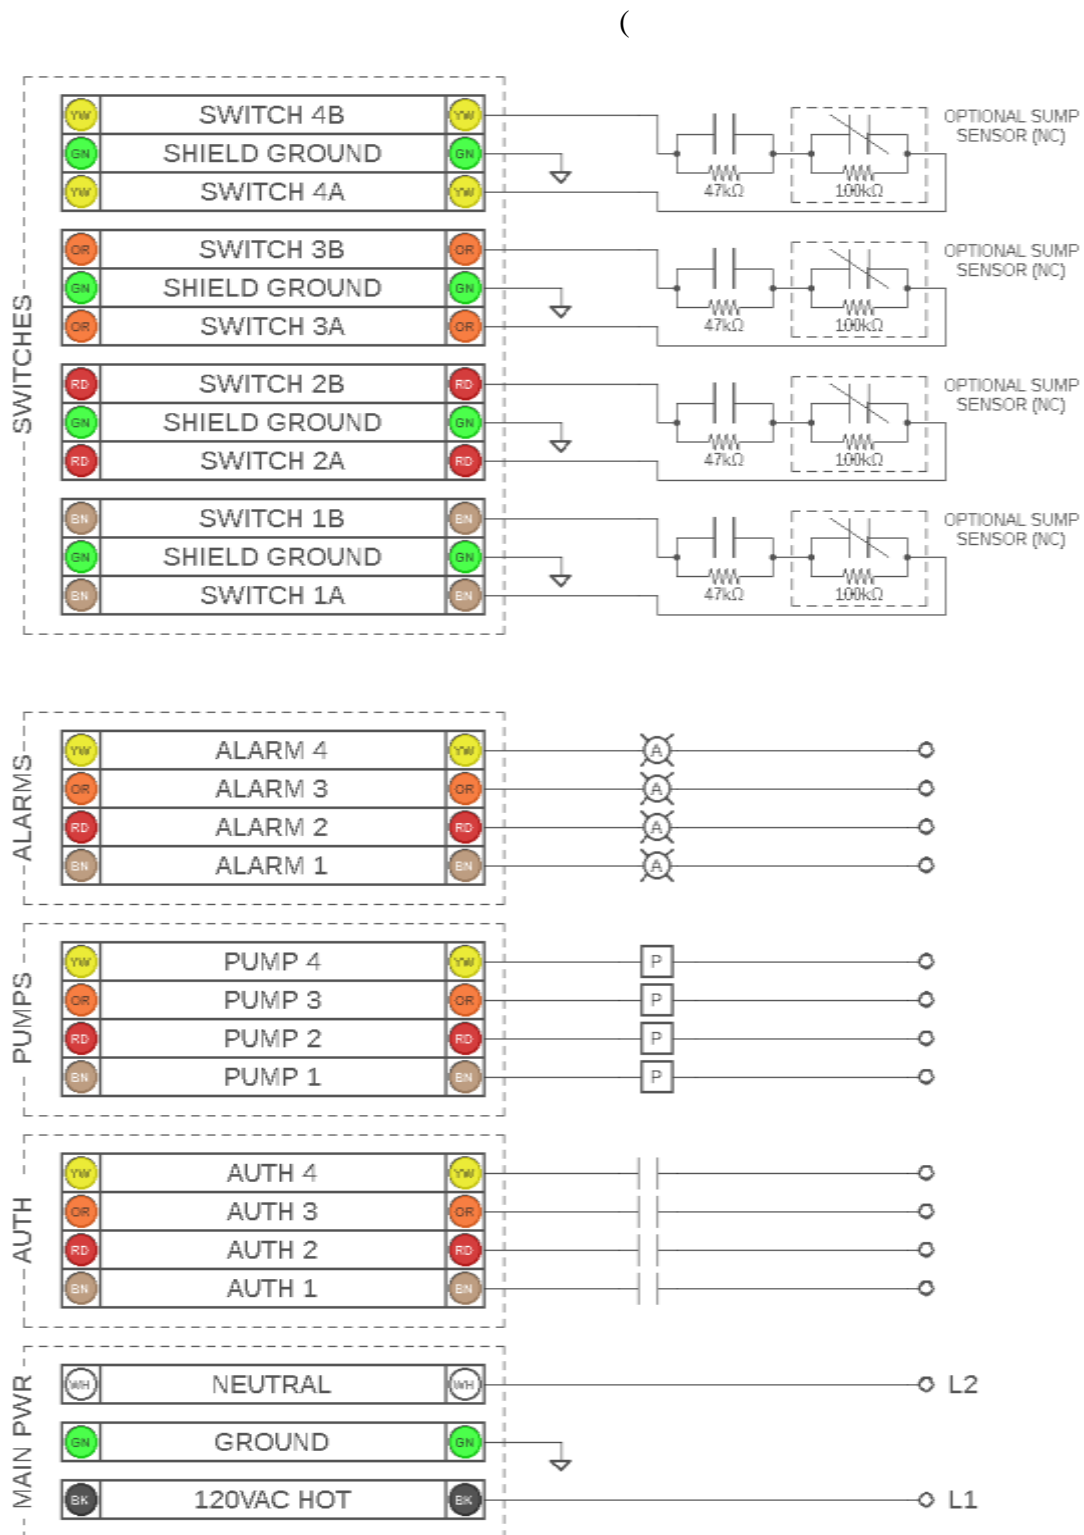 (
YW SWITCH 4B YW
GN SHIELD GROUND GN
YW SWITCH 4A YW
47kΩ 100kΩ
OPTIONAL SUMP
SENSOR (NC)
OR SWITCH 3B OR
GN SHIELD GROUND GN
OR SWITCH 3A OR
47kΩ 100kΩ
OPTIONAL SUMP
SENSOR (NC)
SWITCHES
RD SWITCH 2B RD
GN SHIELD GROUND GN
RD SWITCH 2A RD
47kΩ 100kΩ
OPTIONAL SUMP
SENSOR (NC)
BN SWITCH 1B BN
GN SHIELD GROUND GN
BN SWITCH 1A BN
47kΩ 100kΩ
OPTIONAL SUMP
SENSOR (NC)
ALARMS
YW ALARM 4 YW A
OR ALARM 3 OR A
RD ALARM 2 RD A
BN ALARM 1 BN A
PUMPS
YW PUMP 4 YW P
OR PUMP 3 OR P
RD PUMP 2 RD P
BN PUMP 1 BN P
AUTH
YW AUTH 4 YW
OR AUTH 3 OR
RD AUTH 2 RD
BN AUTH 1 BN
MAIN PWR
WH NEUTRAL WH L2
GN GROUND GN
BK 120VAC HOT BK L1